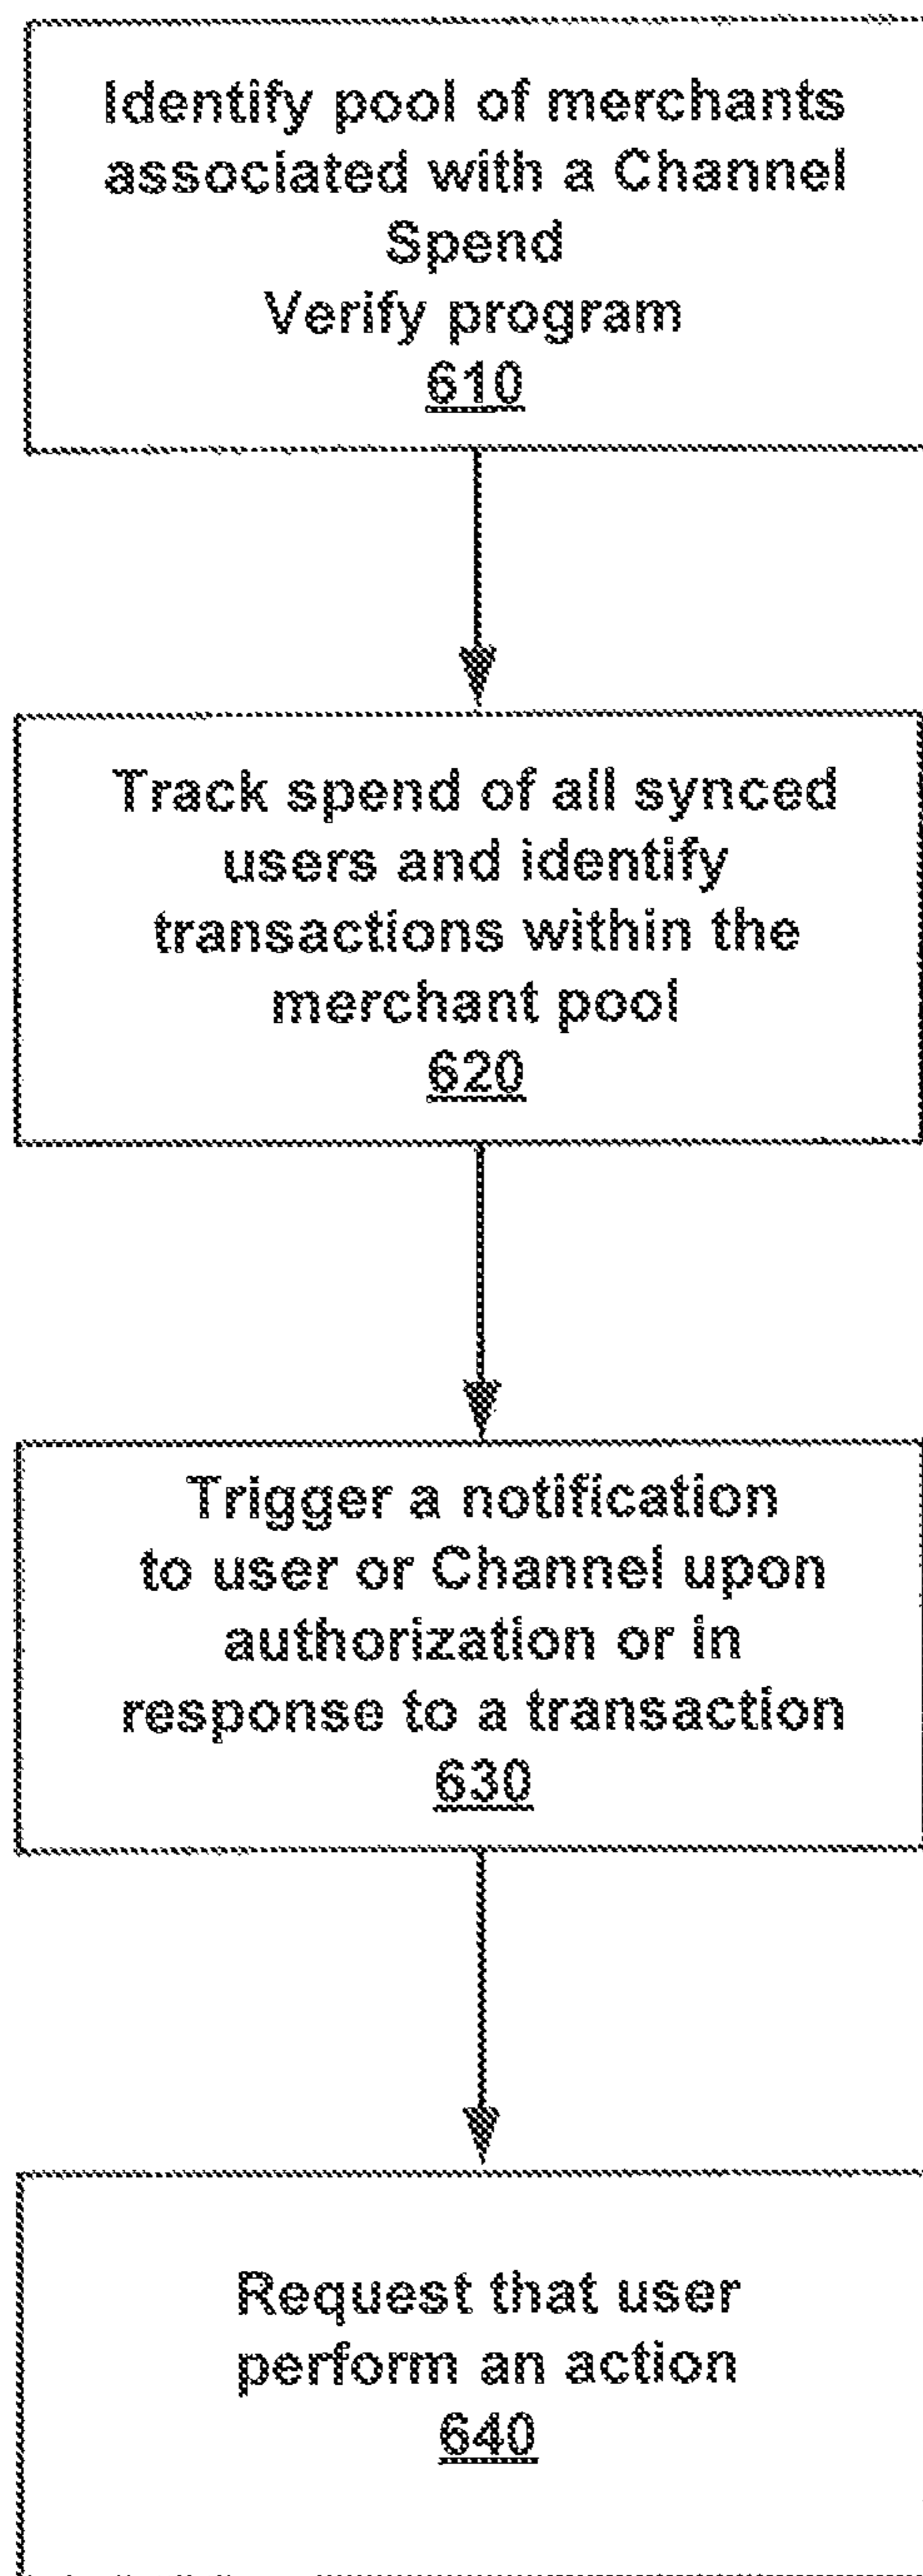 Identify pool of merchants
associated with a Channel
Spend
Verify program
610
Track spend of all synced
users and identify
transactions within the
merchant pool
620
Trigger a notification
to user or Channel upon
authorization or in
response to a transaction
630
Request that user
perform an action
640